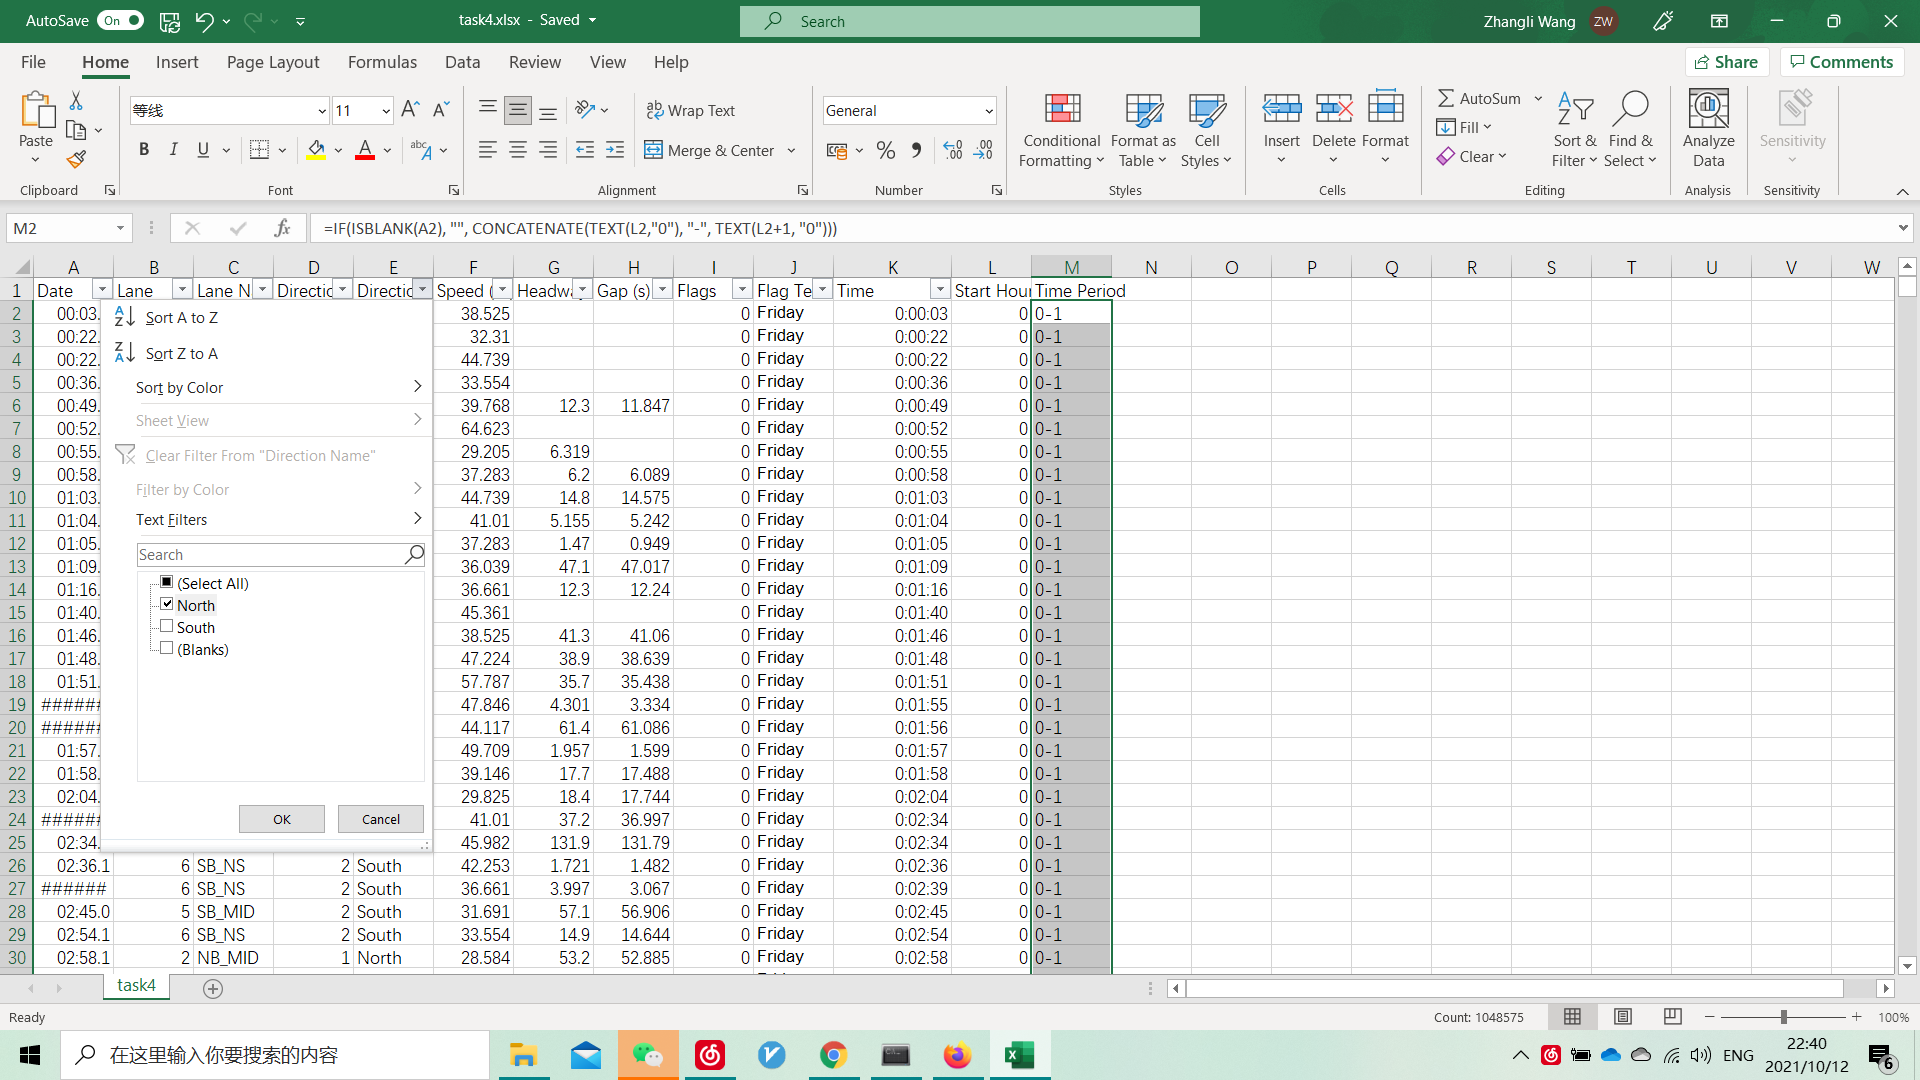 AutoSave On task4.xlsx - Saved Search Zhangli Wang ZW
File Home Insert Page Layout Formulas Data Review View Help Share Comments
等线 11 Wrap Text General AutoSum
Paste Conditional Format as Cell Insert Delete Format Fill Sort & Find & Analyze Sensitivity
B I U Merge & Center Formatting Table Styles Clear Filter Select Data
Clipboard Font Alignment Number Styles Cells Editing Analysis Sensitivity
M2 fx =IF(ISBLANK(A2), "", CONCATENATE(TEXT(L2,"0"), "-", TEXT(L2+1, "0")))
A B C D E F G H I J K L M N O P Q R S T U V W
1 Date Lane Lane N Directio Directio Speed ( Headwa Gap (s) Flags Flag Te Time Start Hour Time Period
2 00:03. 38.525 0 Friday 0:00:03 0 0-1
3 00:22. 32.31 0 Friday 0:00:22 0 0-1
4 00:22. 44.739 0 Friday 0:00:22 0 0-1
5 00:36. 33.554 0 Friday 0:00:36 0 0-1
6 00:49. 39.768 12.3 11.847 0 Friday 0:00:49 0 0-1
7 00:52. 64.623 0 Friday 0:00:52 0 0-1
8 00:55. 29.205 6.319 0 Friday 0:00:55 0 0-1
9 00:58. 37.283 6.2 6.089 0 Friday 0:00:58 0 0-1
10 01:03. 44.739 14.8 14.575 0 Friday 0:01:03 0 0-1
11 01:04. 41.01 5.155 5.242 0 Friday 0:01:04 0 0-1
12 01:05. 37.283 1.47 0.949 0 Friday 0:01:05 0 0-1
13 01:09. 36.039 47.1 47.017 0 Friday 0:01:09 0 0-1
14 01:16. 36.661 12.3 12.24 0 Friday 0:01:16 0 0-1
15 01:40. 45.361 0 Friday 0:01:40 0 0-1
16 01:46. 38.525 41.3 41.06 0 Friday 0:01:46 0 0-1
17 01:48. 47.224 38.9 38.639 0 Friday 0:01:48 0 0-1
18 01:51. 57.787 35.7 35.438 0 Friday 0:01:51 0 0-1
19 ###### 47.846 4.301 3.334 0 Friday 0:01:55 0 0-1
20 ###### 44.117 61.4 61.086 0 Friday 0:01:56 0 0-1
21 01:57. 49.709 1.957 1.599 0 Friday 0:01:57 0 0-1
22 01:58. 39.146 17.7 17.488 0 Friday 0:01:58 0 0-1
23 02:04. 29.825 18.4 17.744 0 Friday 0:02:04 0 0-1
24 ###### 41.01 37.2 36.997 0 Friday 0:02:34 0 0-1
25 02:34. 45.982 131.9 131.79 0 Friday 0:02:34 0 0-1
26 02:36.1 6 SB_NS 2 South 42.253 1.721 1.482 0 Friday 0:02:36 0 0-1
27 ###### 6 SB_NS 2 South 36.661 3.997 3.067 0 Friday 0:02:39 0 0-1
28 02:45.0 5 SB_MID 2 South 31.691 57.1 56.906 0 Friday 0:02:45 0 0-1
29 02:54.1 6 SB_NS 2 South 33.554 14.9 14.644 0 Friday 0:02:54 0 0-1
30 02:58.1 2 NB_MID 1 North 28.584 53.2 52.885 0 Friday 0:02:58 0 0-1
Sort A to Z
Sort Z to A
Sort by Color
Sheet View
Clear Filter From "Direction Name"
Filter by Color
Text Filters
Search
(Select All)
North
South
(Blanks)
OK Cancel
task4
Ready Count: 1048575 100%
在这里输入你要搜索的内容 ENG 22:40
2021/10/12 6